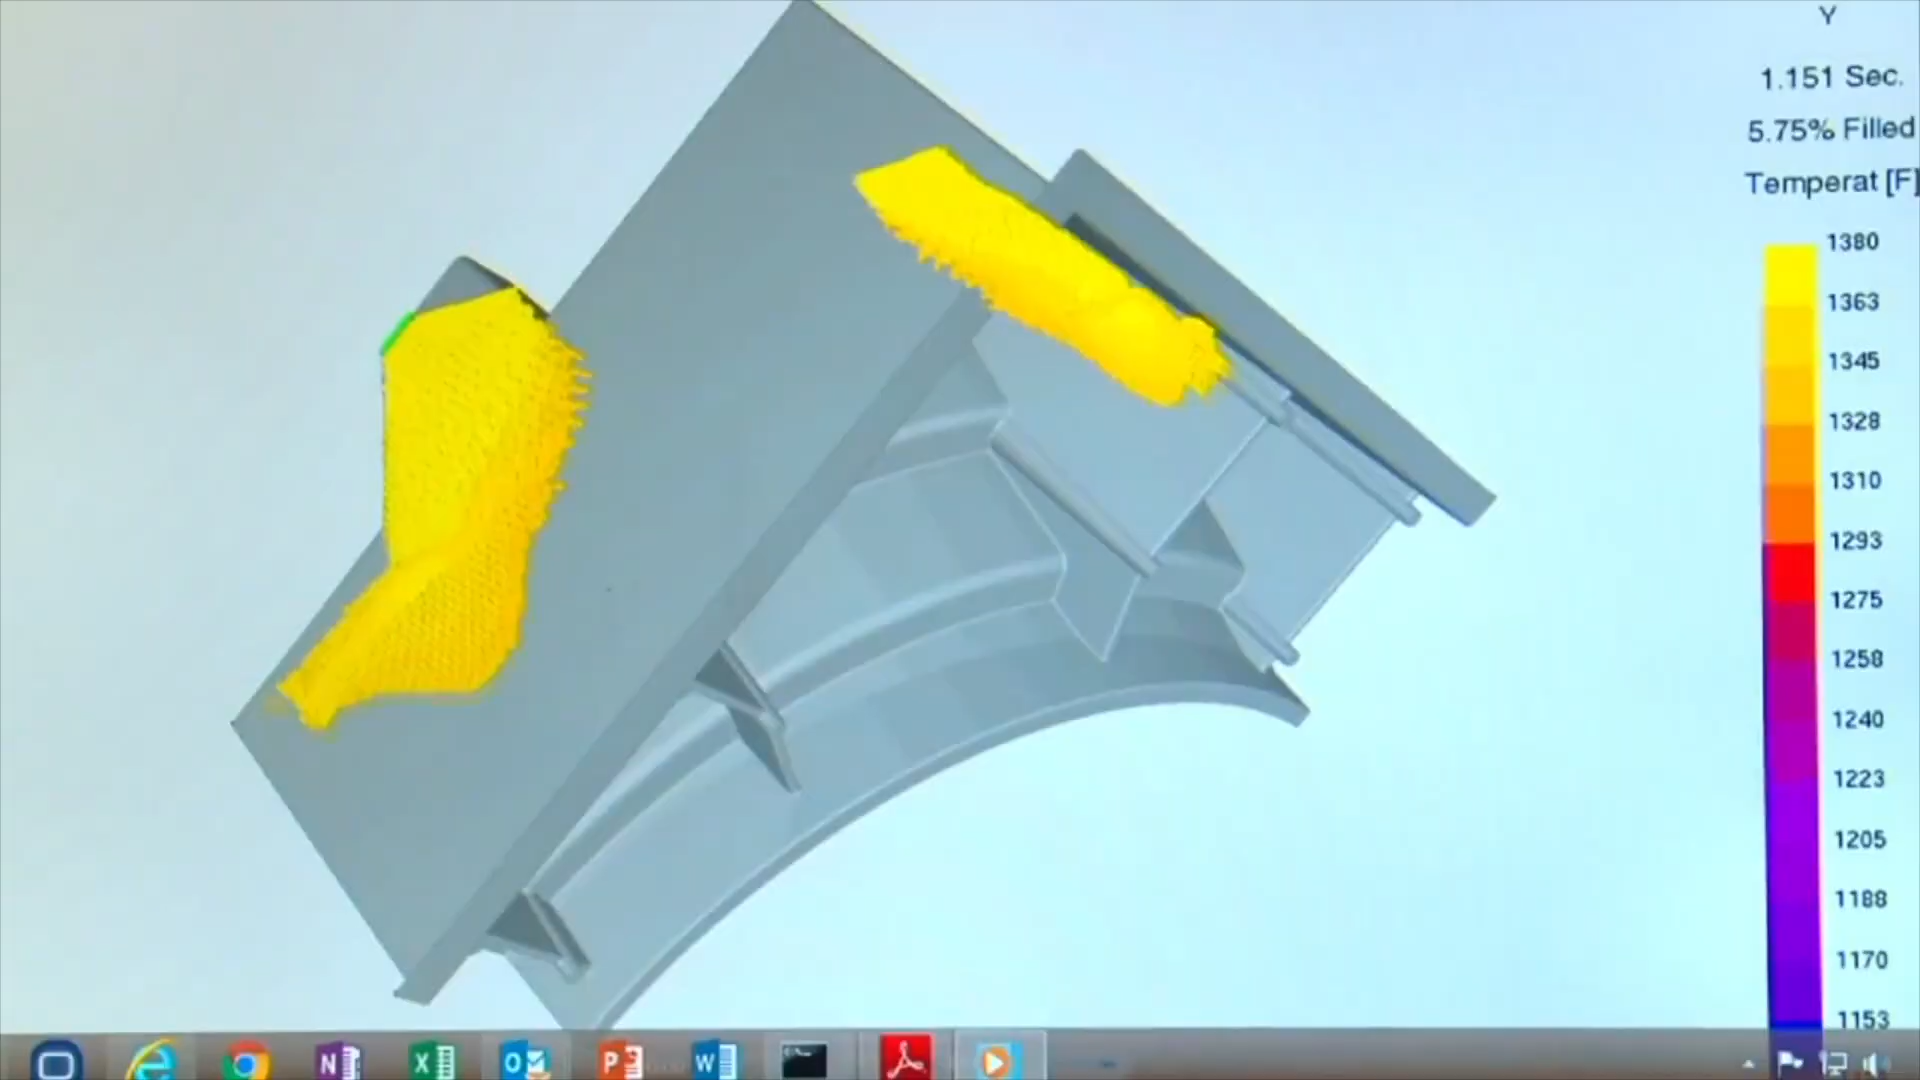 Y
1.151 Sec.
5.75% Filled
Temperat [F]
1380
1363
1345
1328
1310
1293
1275
1258
1240
1223
1205
1188
1170
1153
N
X
O
P
W